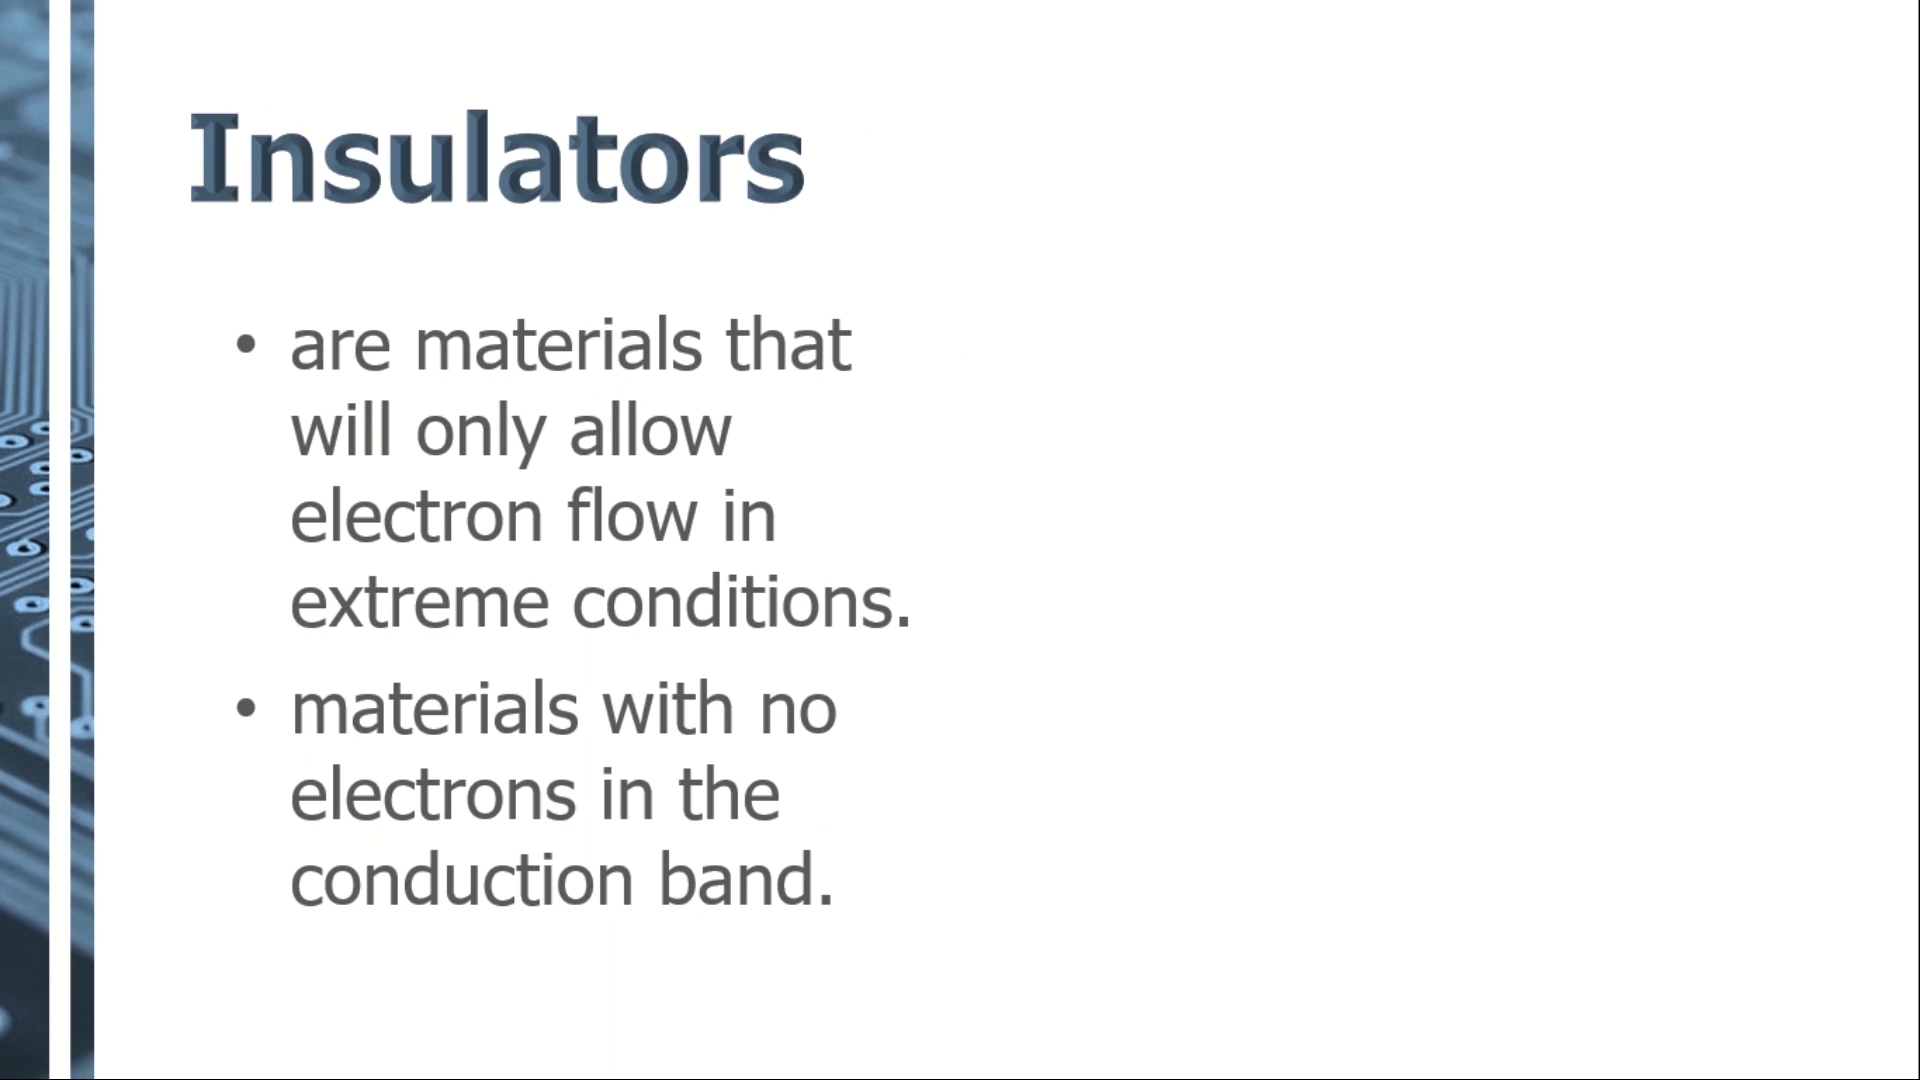 Insulators
• are materials that
will only allow
electron flow in
extreme conditions.
• materials with no
electrons in the
conduction band.